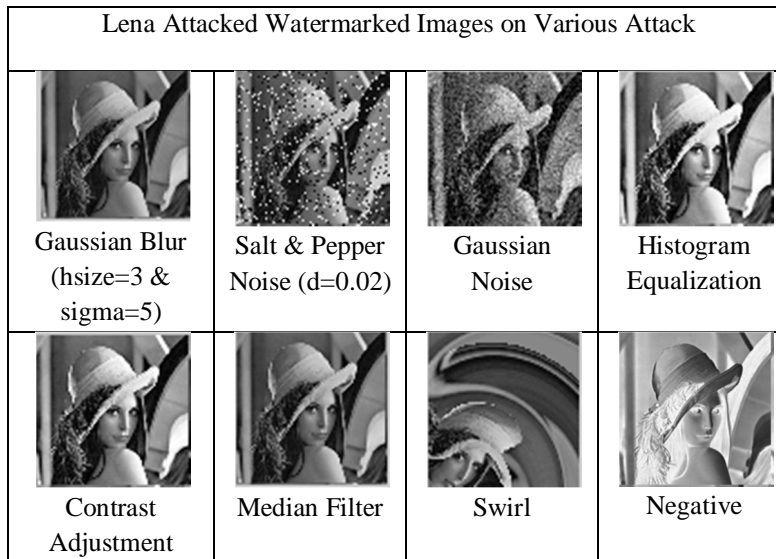 Lena Attacked Watermarked Images on Various Attack
Gaussian Blur
(hsize=3 &
sigma=5)
Salt & Pepper
Noise (d=0.02)
Gaussian
Noise
Histogram
Equalization
Contrast
Adjustment
Median Filter
Swirl
Negative